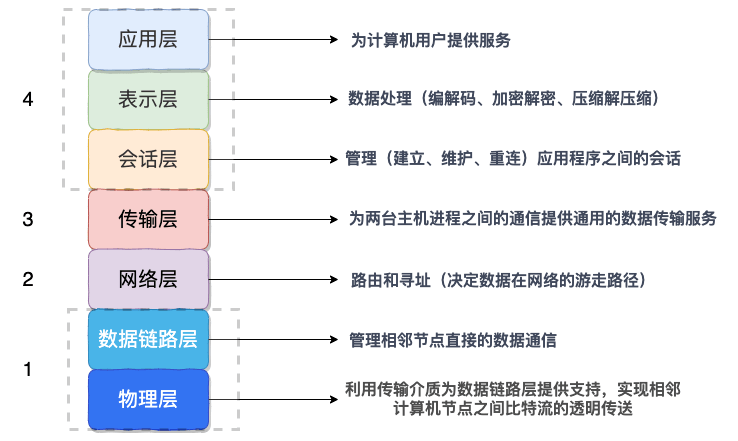 应用层
为计算机用户提供服务
4
表示层
数据处理（编解码、加密解密、压缩解压缩）
会话层
管理（建立、维护、重连）应用程序之间的会话
3
传输层
为两台主机进程之间的通信提供通用的数据传输服务
2
网络层
路由和寻址（决定数据在网络的游走路径）
数据链路层
管理相邻节点直接的数据通信
1
物理层
利用传输介质为数据链路层提供支持，实现相邻
计算机节点之间比特流的透明传送